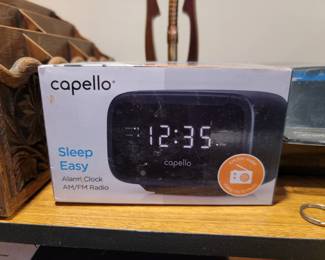 capello®
Sleep
Easy
Alarm Clock
AM/FM Radio
12:35
capello